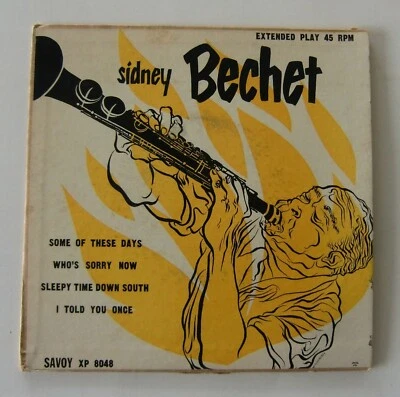 EXTENDED PLAY 45 RPM
sidney Bechet
SOME OF THESE DAYS
WHO'S SORRY NOW
SLEEPY TIME DOWN SOUTH
I TOLD YOU ONCE
SAVOY XP 8048